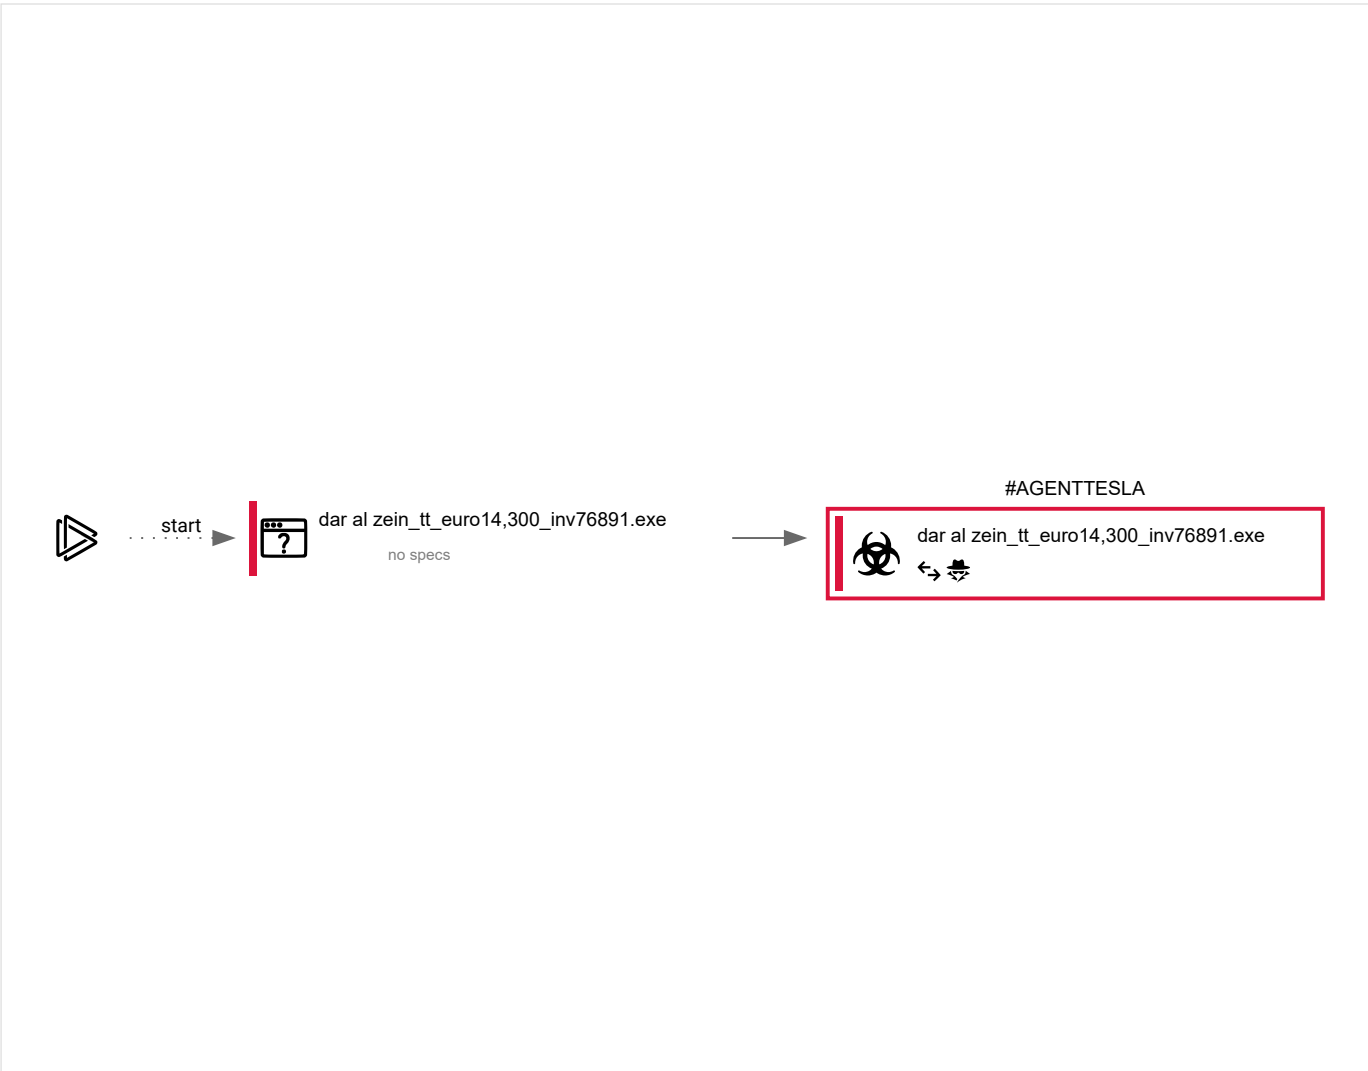 start
dar al zein_tt_euro14,300_inv76891.exe
no specs
#AGENTTESLA
dar al zein_tt_euro14,300_inv76891.exe